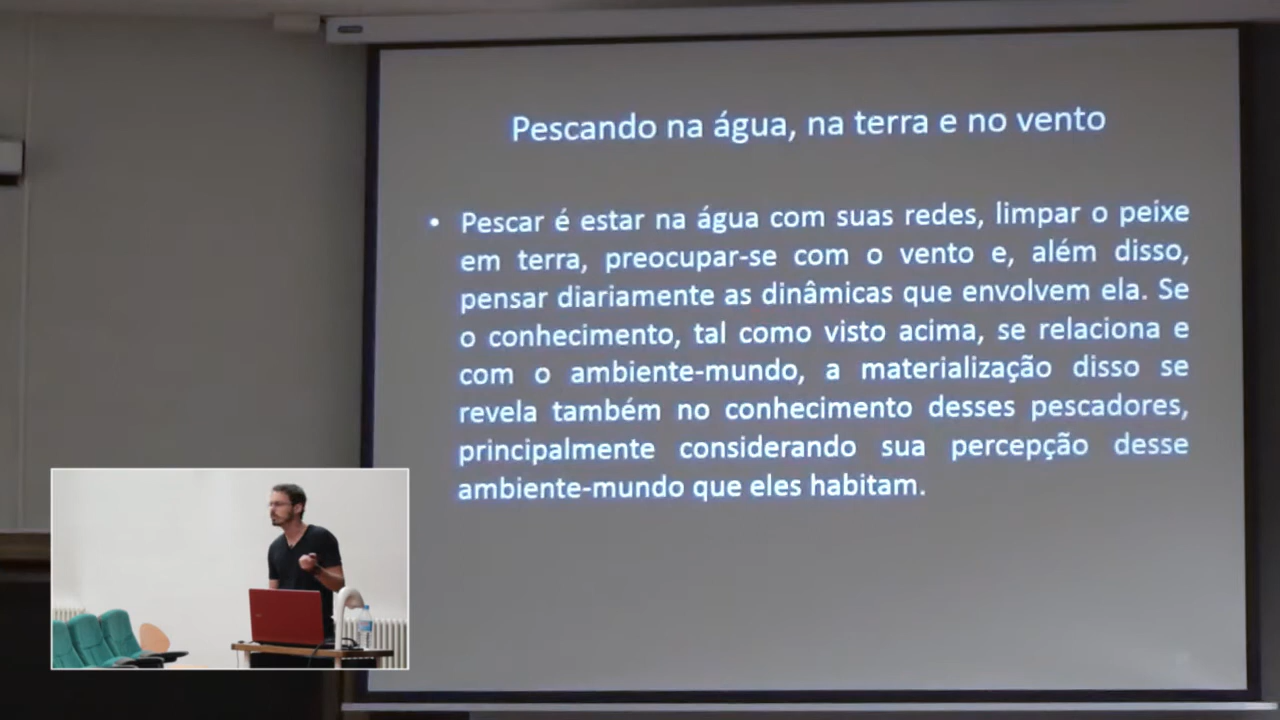 Pescando na água, na terra e no vento
• Pescar é estar na água com suas redes, limpar o peixe
em terra, preocupar-se com o vento e, além disso,
pensar diariamente as dinâmicas que envolvem ela. Se
o conhecimento, tal como visto acima, se relaciona e
com o ambiente-mundo, a materialização disso se
revela também no conhecimento desses pescadores,
principalmente considerando sua percepção desse
ambiente-mundo que eles habitam.